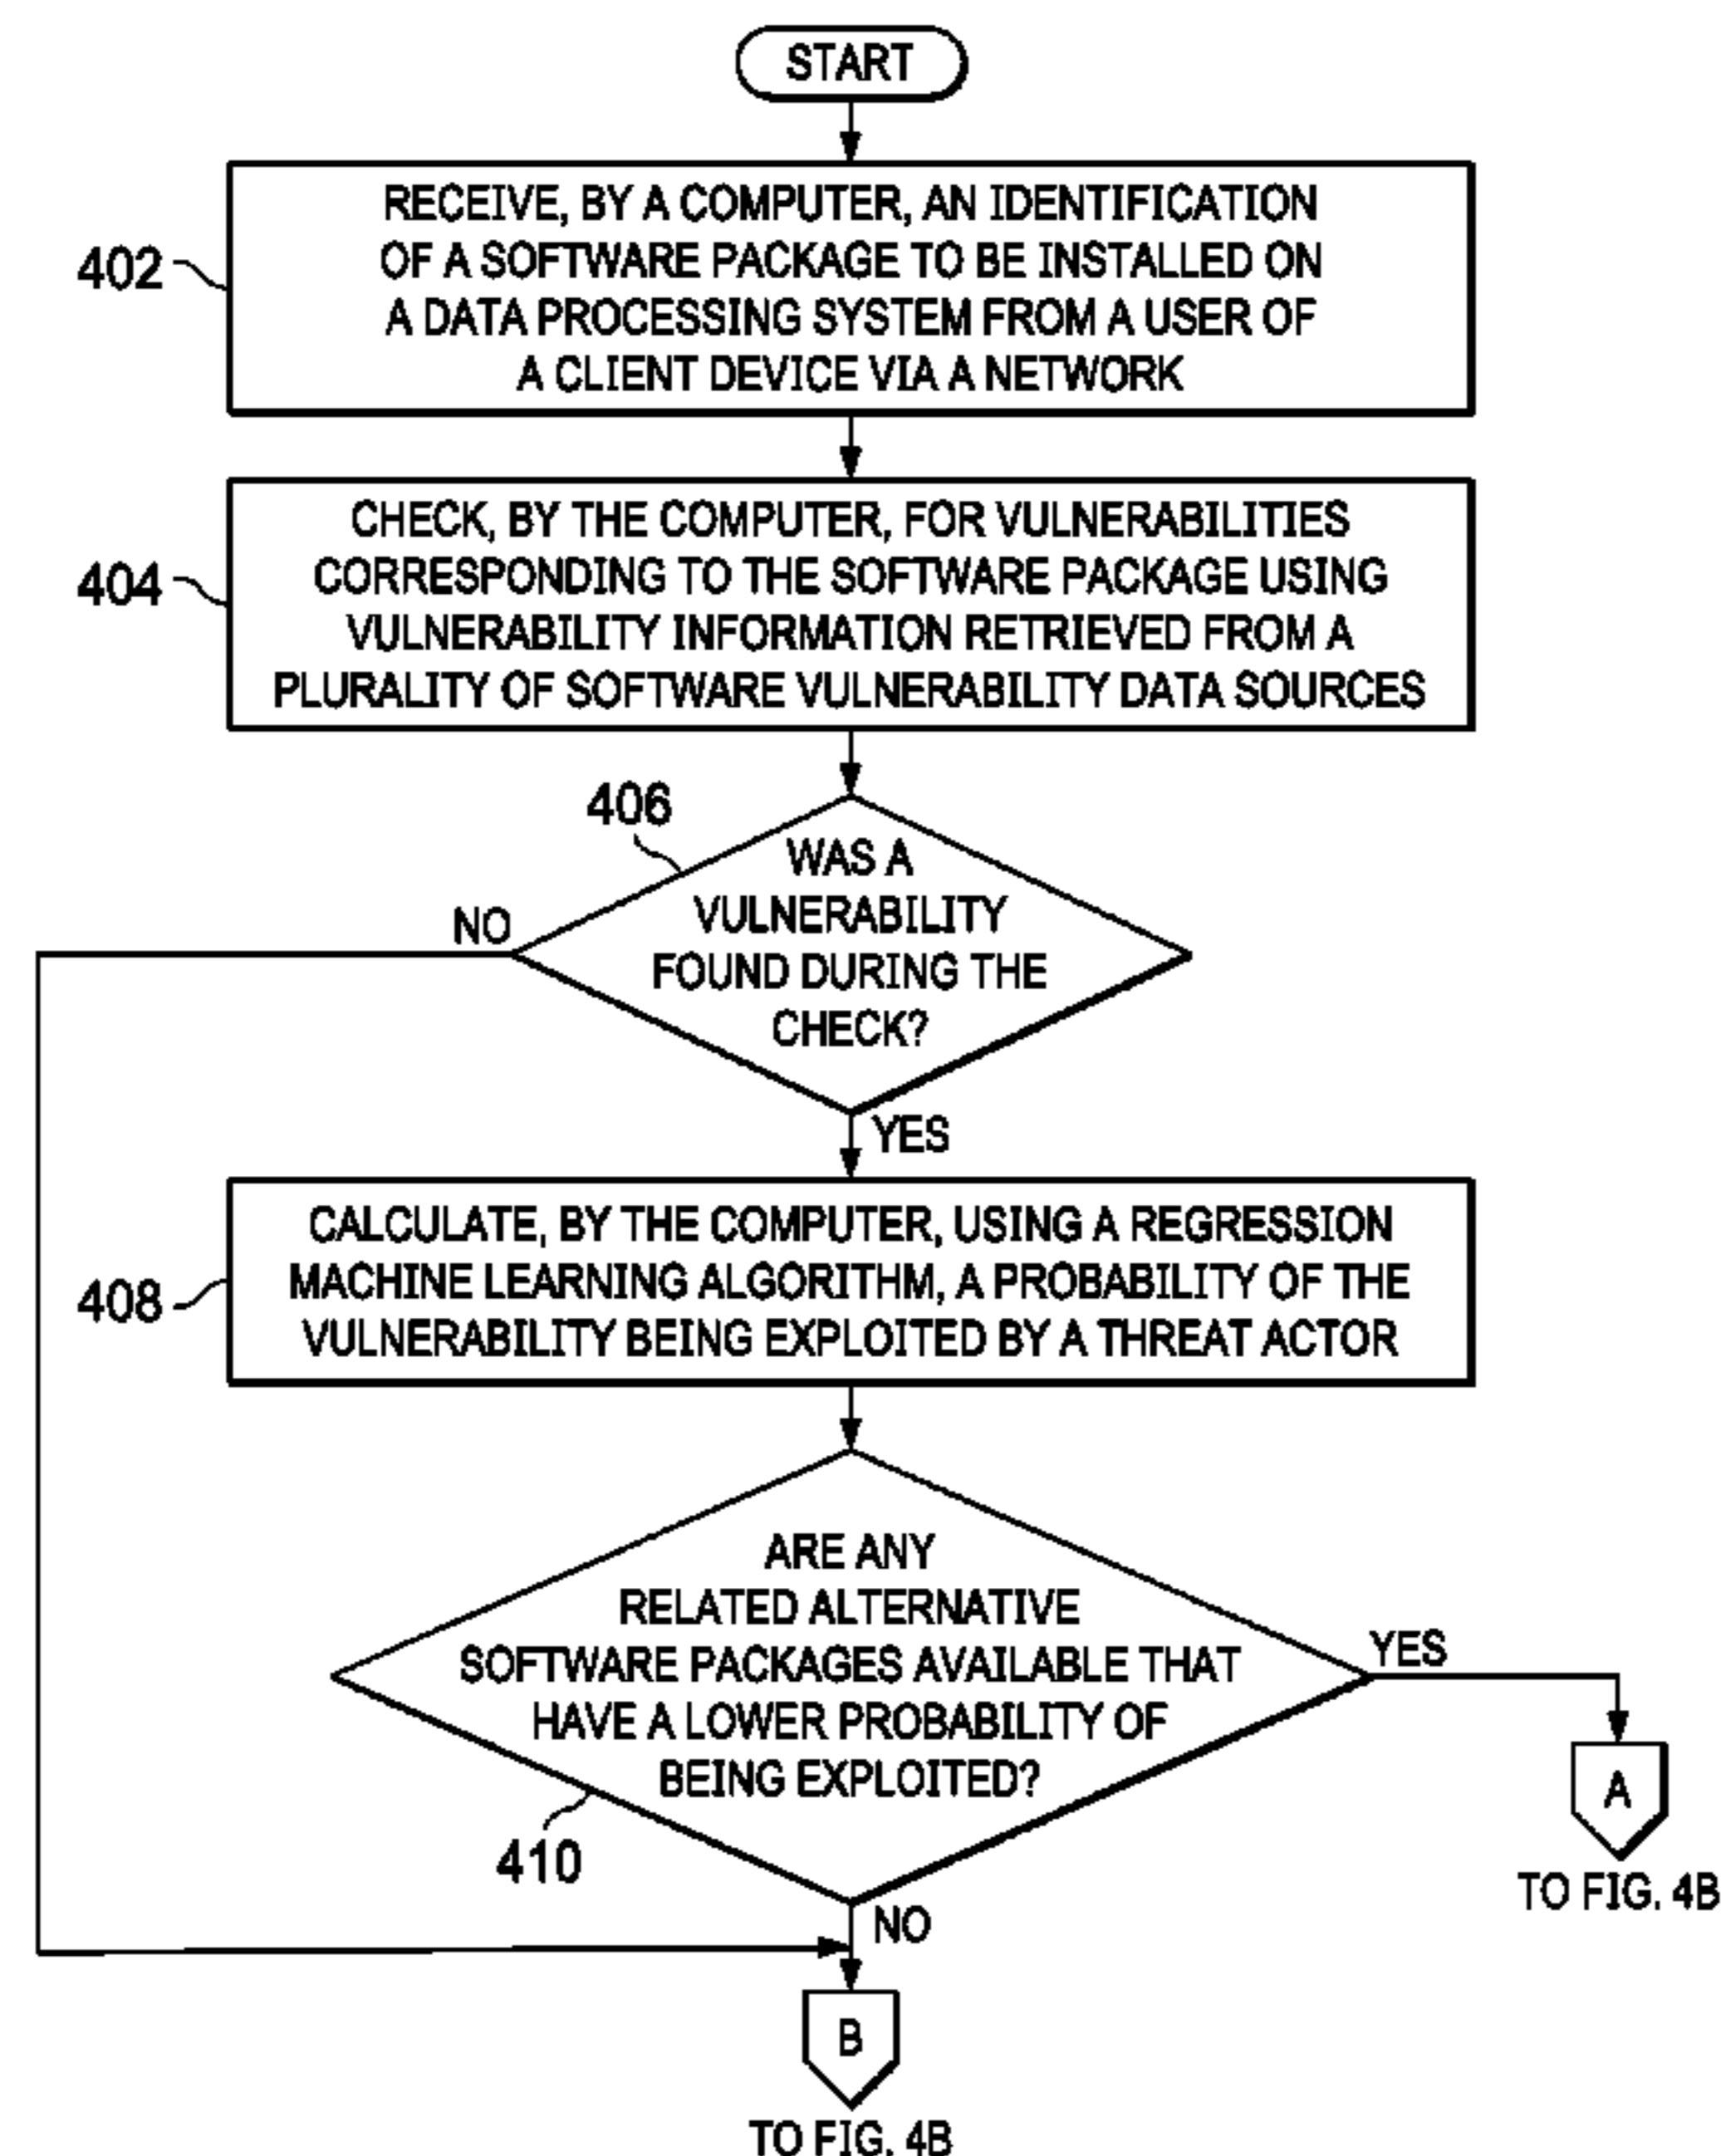 START
RECEIVE, BY A COMPUTER, AN IDENTIFICATION
OF A SOFTWARE PACKAGE TO BE INSTALLED ON
A DATA PROCESSING SYSTEM FROM A USER OF
A CLIENT DEVICE VIA A NETWORK
402
CHECK, BY THE COMPUTER, FOR VULNERABILITIES
CORRESPONDING TO THE SOFTWARE PACKAGE USING
VULNERABILITY INFORMATION RETRIEVED FROM A
PLURALITY OF SOFTWARE VULNERABILITY DATA SOURCES
404
406
WAS A
VULNERABILITY
FOUND DURING THE
CHECK?
NO
YES
CALCULATE, BY THE COMPUTER, USING A REGRESSION
MACHINE LEARNING ALGORITHM, A PROBABILITY OF THE
VULNERABILITY BEING EXPLOITED BY A THREAT ACTOR
408
ARE ANY
RELATED ALTERNATIVE
SOFTWARE PACKAGES AVAILABLE THAT
HAVE A LOWER PROBABILITY OF
BEING EXPLOITED?
410
YES
A
TO FIG. 4B
NO
B
TO FIG. 4B